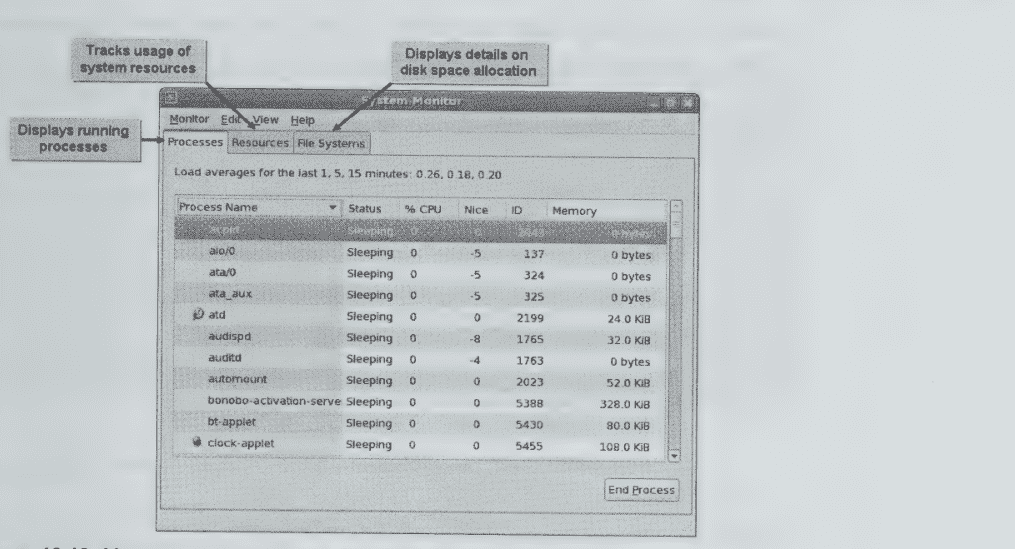 Tracks usage of
system resources
Displays details on
disk space allocation
Displays running
processes
System Monitor
Monitor Edit View Help
Processes Resources File Systems
Load averages for the last 1, 5, 15 minutes: 0.26, 0.18, 0.20
Process Name Status % CPU Nice ID Memory
Sleeping 0
aio/0 Sleeping 0 -5 137 0 bytes
ata/0 Sleeping 0 -5 324 0 bytes
ata_aux Sleeping 0 -5 325 0 bytes
atd Sleeping 0 0 2199 24.0 KiB
audispd Sleeping 0 -8 1765 32.0 KiB
auditd Sleeping 0 -4 1763 0 bytes
automount Sleeping 0 0 2023 52.0 KiB
bonobo-activation-serve Sleeping 0 0 5388 328.0 KiB
bt-applet Sleeping 0 0 5430 80.0 KiB
clock-applet Sleeping 0 0 5455 108.0 KiB
End Process